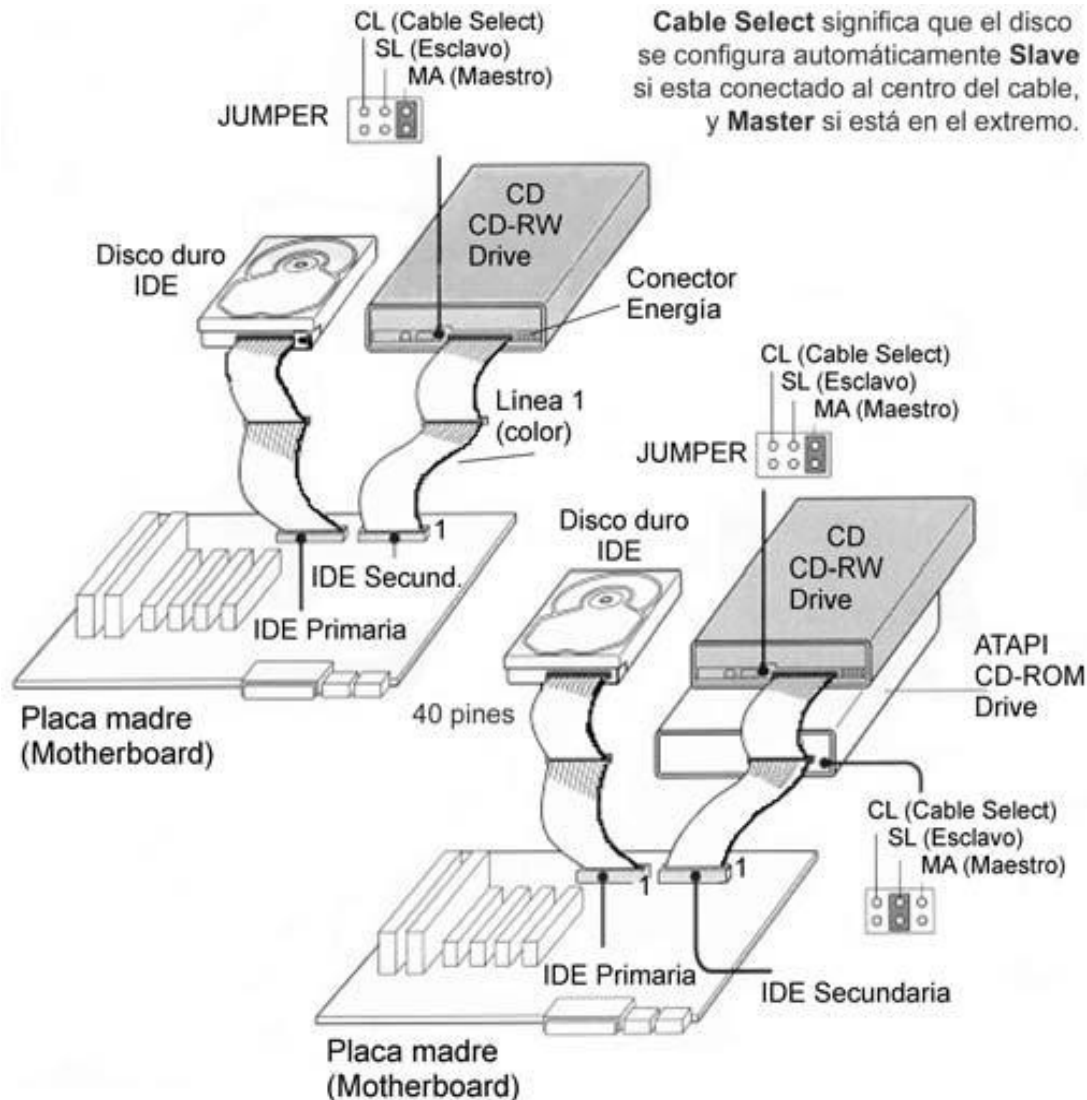 CL (Cable Select)
SL (Esclavo)
MA (Maestro)
JUMPER
Cable Select significa que el disco
se configura automáticamente Slave
si esta conectado al centro del cable,
y Master si está en el extremo.
CD
CD-RW
Drive
Disco duro
IDE
Conector
Energía
Linea 1
(color)
1
IDE Secund.
IDE Primaria
Placa madre
(Motherboard)
CL (Cable Select)
SL (Esclavo)
MA (Maestro)
JUMPER
Disco duro
IDE
CD
CD-RW
Drive
ATAPI
CD-ROM
Drive
40 pines
CL (Cable Select)
SL (Esclavo)
MA (Maestro)
1
1
IDE Primaria
IDE Secundaria
Placa madre
(Motherboard)